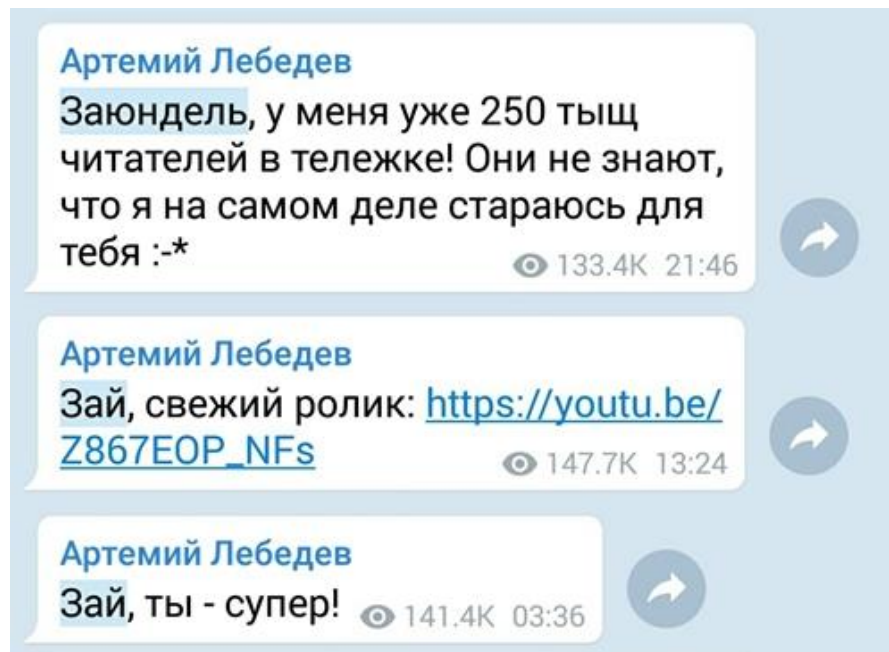 Артемий Лебедев
Заюндель, у меня уже 250 тыщ
читателей в тележке! Они не знают,
что я на самом деле стараюсь для
тебя :-* 133.4K 21:46
Артемий Лебедев
Зай, свежий ролик: https://youtu.be/
Z867EOP_NFs 147.7K 13:24
Артемий Лебедев
Зай, ты - супер! 141.4K 03:36